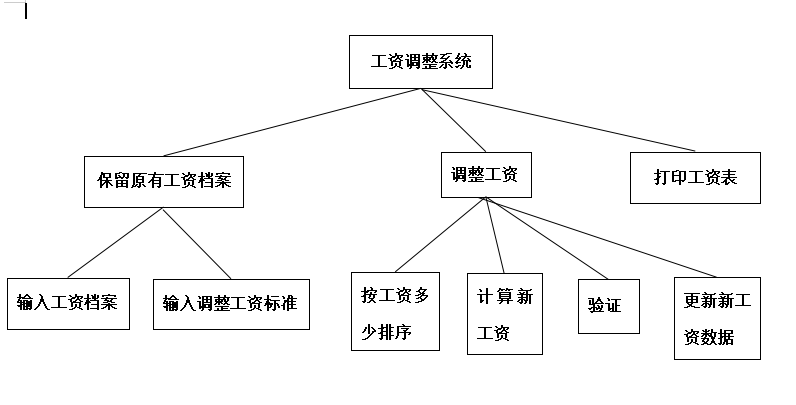 工资调整系统
保留原有工资档案
调整工资
打印工资表
输入工资档案
输入调整工资标准
按工资多
少排序
计算新
工资
验证
更新新工
资数据